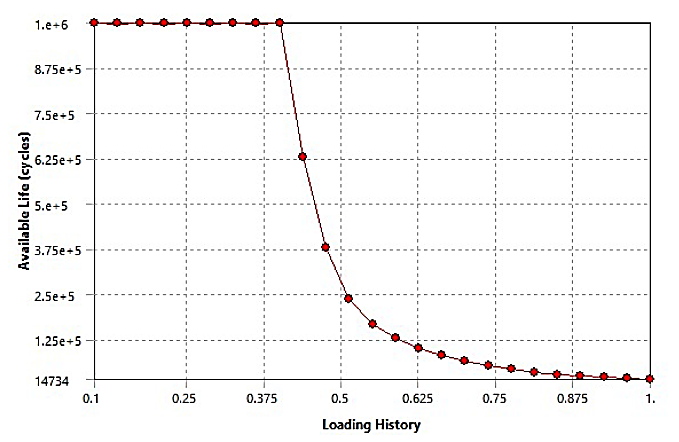 1.e+6
8.75e+5
7.5e+5
6.25e+5
5.e+5
3.75e+5
2.5e+5
1.25e+5
14734
Available Life (cycles)
0.1 0.25 0.375 0.5 0.625 0.75 0.875 1.
Loading History